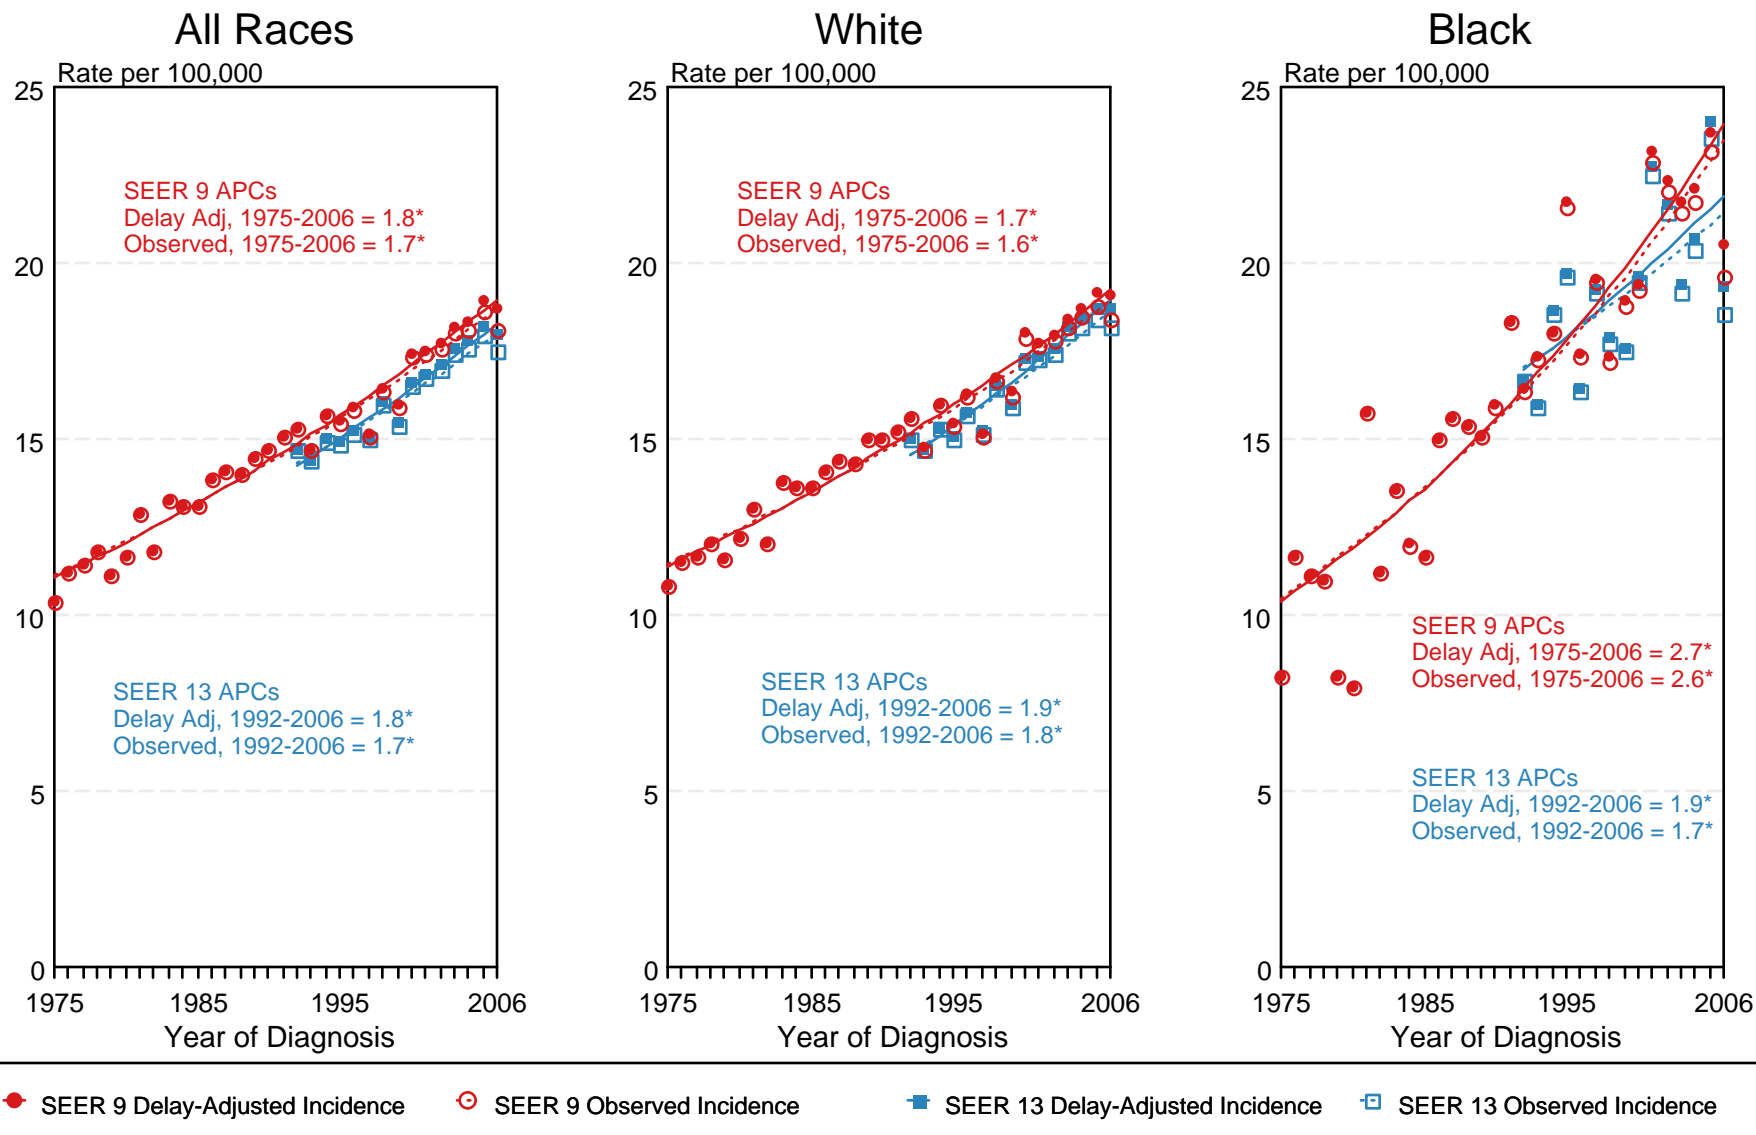 All Races
Rate per 100,000
25
20
15
10
5
0
SEER 9 APCs
Delay Adj, 1975-2006 = 1.8*
Observed, 1975-2006 = 1.7*
SEER 13 APCs
Delay Adj, 1992-2006 = 1.8*
Observed, 1992-2006 = 1.7*
1975 1985 1995 2006
Year of Diagnosis
White
Rate per 100,000
25
20
15
10
5
0
SEER 9 APCs
Delay Adj, 1975-2006 = 1.7*
Observed, 1975-2006 = 1.6*
SEER 13 APCs
Delay Adj, 1992-2006 = 1.9*
Observed, 1992-2006 = 1.8*
1975 1985 1995 2006
Year of Diagnosis
Black
Rate per 100,000
25
20
15
10
5
0
SEER 9 APCs
Delay Adj, 1975-2006 = 2.7*
Observed, 1975-2006 = 2.6*
SEER 13 APCs
Delay Adj, 1992-2006 = 1.9*
Observed, 1992-2006 = 1.7*
1975 1985 1995 2006
Year of Diagnosis
SEER 9 Delay-Adjusted Incidence
SEER 9 Observed Incidence
SEER 13 Delay-Adjusted Incidence
SEER 13 Observed Incidence